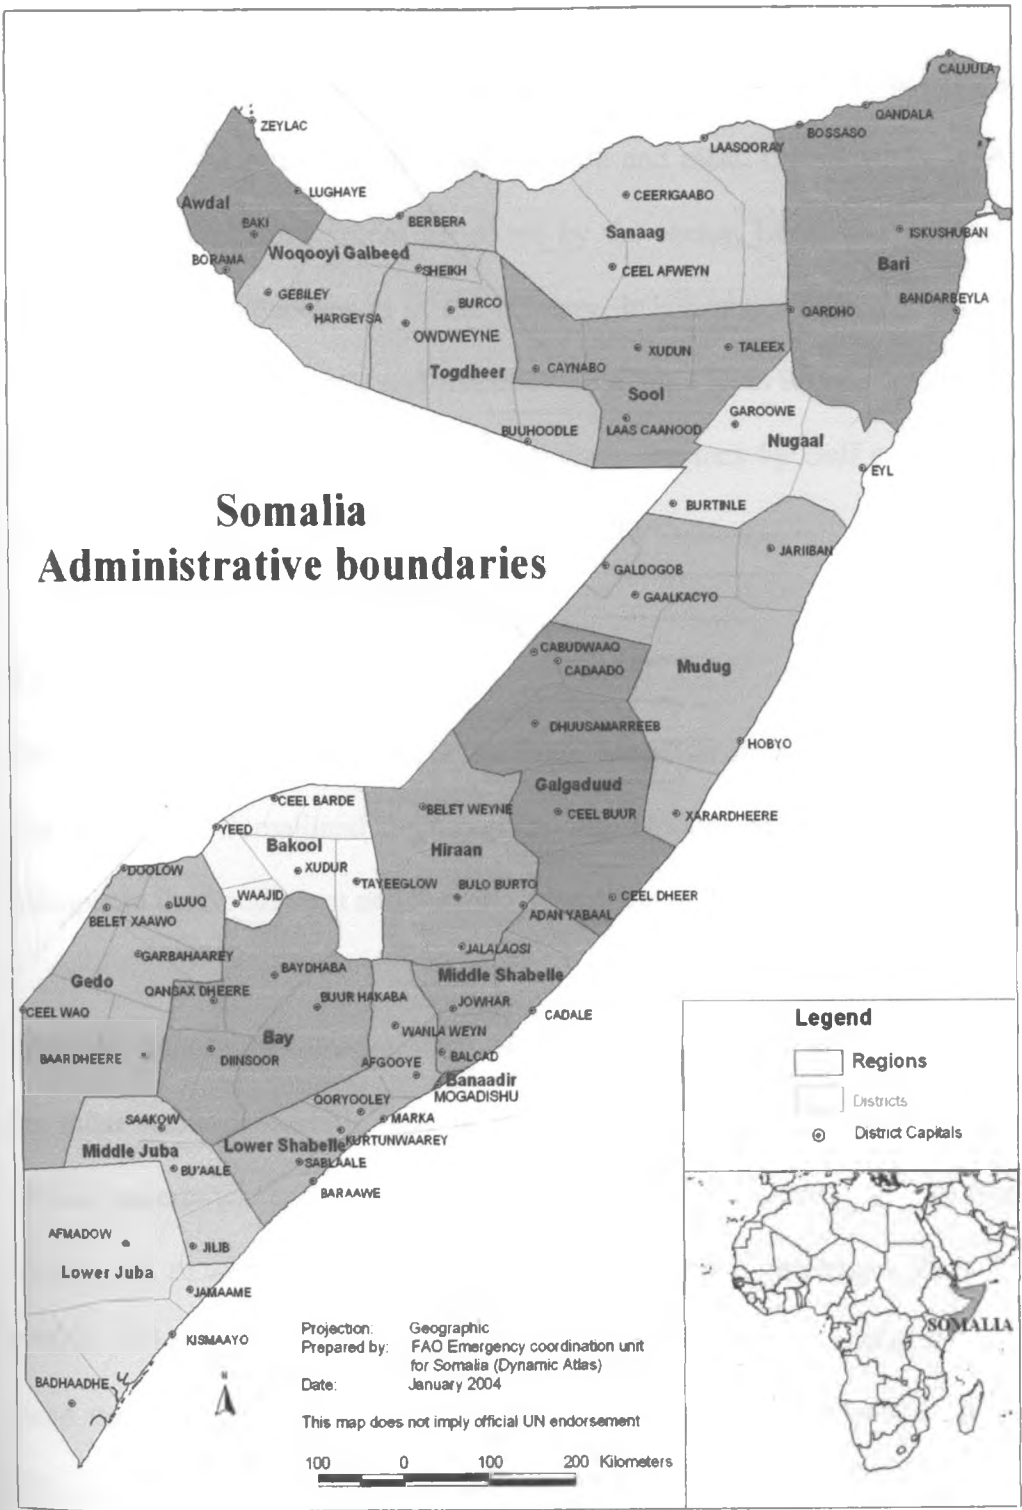 CALUULA
QANDALA
BOSSASO
ZEYLAC
LAASQORAY
LUGHAYE
CEERIGAABO
Awdal
BERBERA
BAKI
Sanaag
ISKUSHUBAN
Woqooyi Galbeed
BORAMA
SHEIKH
CEEL AFWEYN
Bari
GEBILEY
BURCO
BANDARBEYLA
HARGEYSA
QARDHO
OWDWEYNE
XUDUN
TALEEX
Togdheer
CAYNABO
Sool
GAROOWE
BUUHOODLE
LAAS CAANOOD
Nugaal
EYL
BURTINLE
Somalia
Administrative boundaries
JARIIBAN
GALDOGOB
GAALKACYO
CABUDWAAQ
CADAADO
Mudug
DHUUSAMARREEB
HOBYO
Galgaduud
CEEL BARDE
BELET WEYNE
CEEL BUUR
XARARDHEERE
YEED
Bakool
Hiraan
DOOLOW
XUDUR
TAYEEGLOW
BULO BURTO
LUUQ
WAAJID
CEEL DHEER
BELET XAAWO
ADAN YABAAL
GARBAHAAREY
JALALAQSI
Gedo
BAYDHABA
Middle Shabelle
QANSAX DHEERE
BUUR HAKABA
JOWHAR
CEEL WAQ
CADALE
Bay
WANLA WEYN
BAARDHEERE
DIINSOOR
AFGOOYE
BALCAD
Banaadir
MOGADISHU
QORYOOLEY
SAAKOW
MARKA
Middle Juba
Lower Shabelle
KURTUNWAAREY
BU'AALE
SABLAALE
BARAAWE
AFMADOW
JILIB
Lower Juba
JAMAAME
KISMAAYO
BADHAADHE
Legend
Regions
Districts
District Capitals
SOMALIA
N
Projection: Geographic
Prepared by: FAO Emergency coordination unit
for Somalia (Dynamic Atlas)
Date: January 2004
This map does not imply official UN endorsement
100 0 100 200 Kilometers